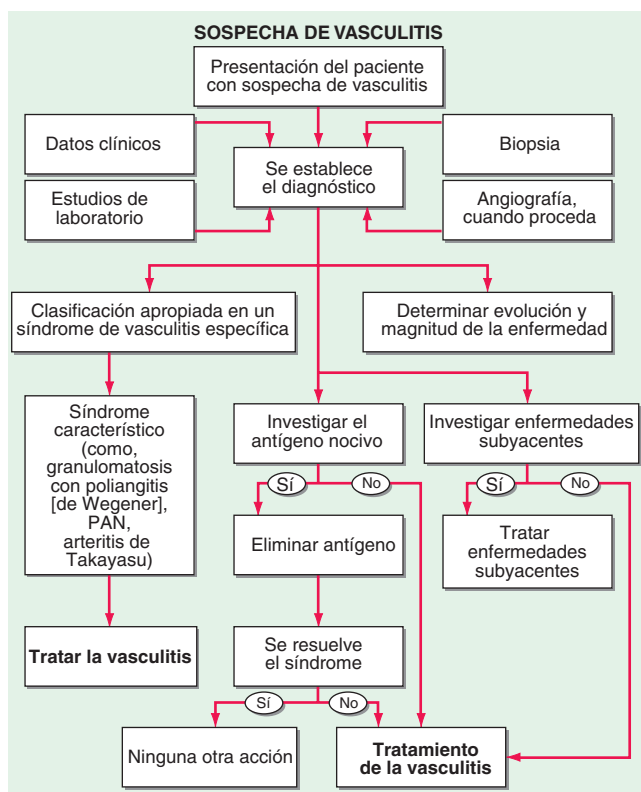 SOSPECHA DE VASCULITIS
Presentación del paciente
con sospecha de vasculitis
Datos clínicos
Biopsia
Se establece
el diagnóstico
Estudios de
laboratorio
Angiografía,
cuando proceda
Clasificación apropiada en un
síndrome de vasculitis específica
Determinar evolución y
magnitud de la enfermedad
Síndrome
característico
(como,
granulomatosis
con poliangitis
[de Wegener],
PAN,
arteritis de
Takayasu)
Investigar el
antígeno nocivo
Investigar enfermedades
subyacentes
Sí
No
Sí
No
Eliminar antígeno
Tratar
enfermedades
subyacentes
Tratar la vasculitis
Se resuelve
el síndrome
Sí
No
Ninguna otra acción
Tratamiento
de la vasculitis